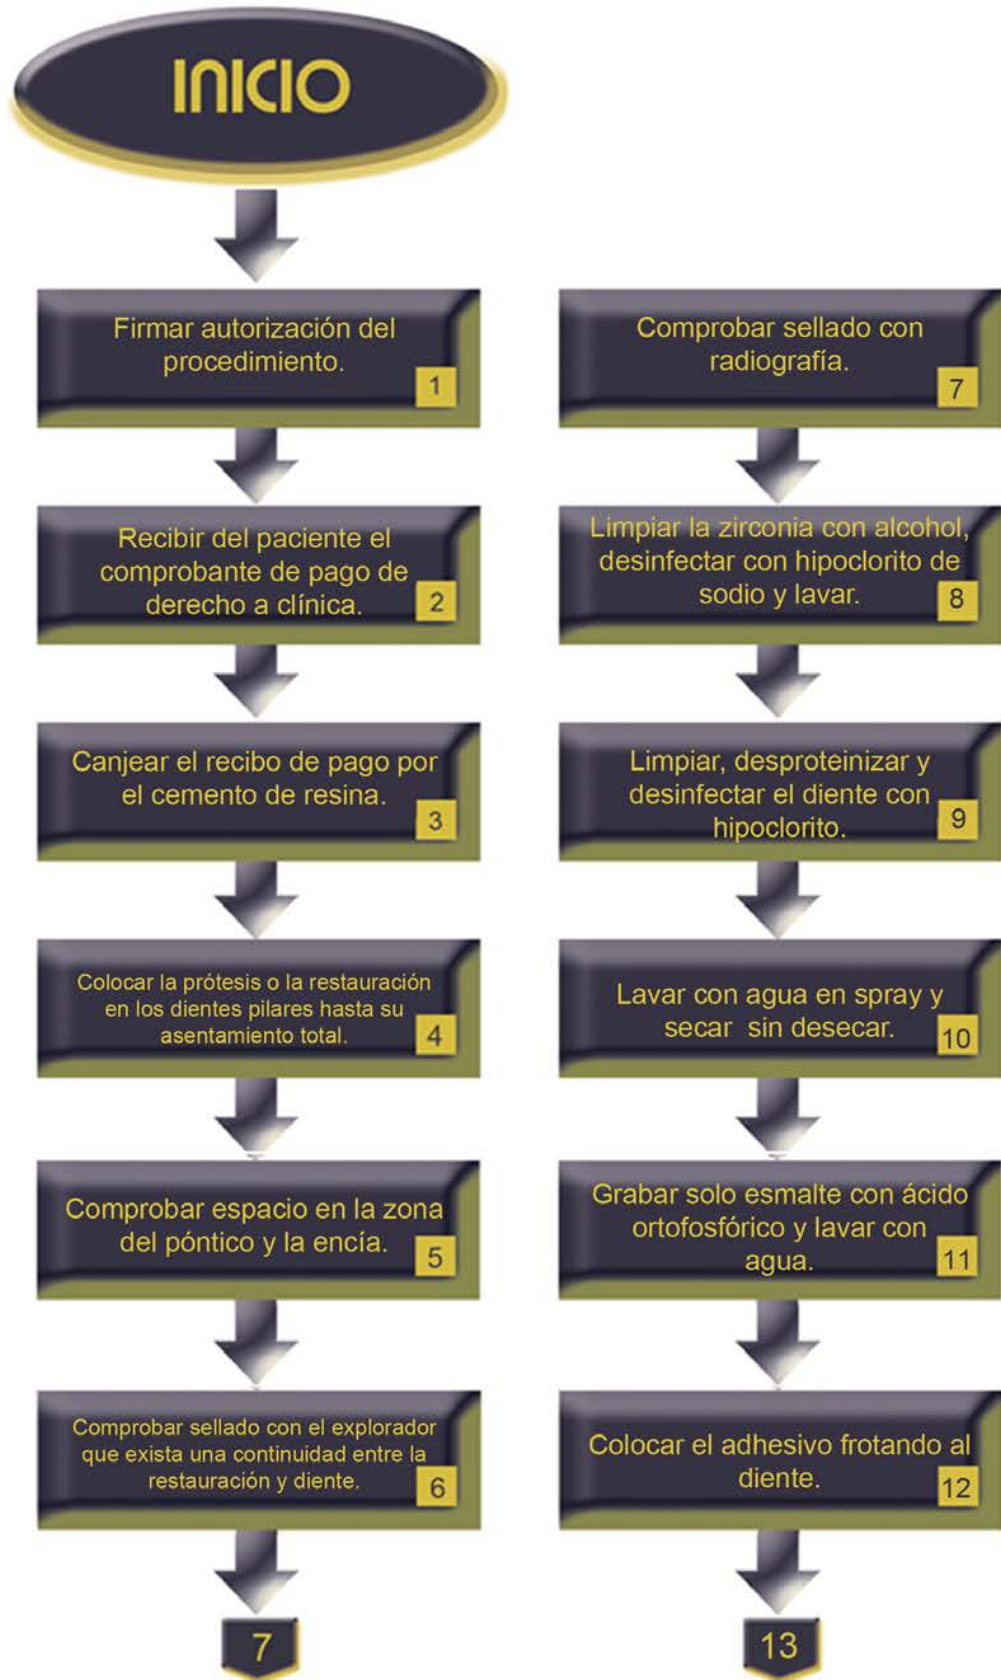 INICIO
Firmar autorización del
procedimiento.
1
Recibir del paciente el
comprobante de pago de
derecho a clínica.
2
Canjear el recibo de pago por
el cemento de resina.
3
Colocar la prótesis o la restauración
en los dientes pilares hasta su
asentamiento total.
4
Comprobar espacio en la zona
del póntico y la encía.
5
Comprobar sellado con el explorador
que exista una continuidad entre la
restauración y diente.
6
7
Comprobar sellado con
radiografía.
7
Limpiar la zirconia con alcohol,
desinfectar con hipoclorito de
sodio y lavar.
8
Limpiar, desproteinizar y
desinfectar el diente con
hipoclorito.
9
Lavar con agua en spray y
secar sin desecar.
10
Grabar solo esmalte con ácido
ortofosfórico y lavar con
agua.
11
Colocar el adhesivo frotando al
diente.
12
13